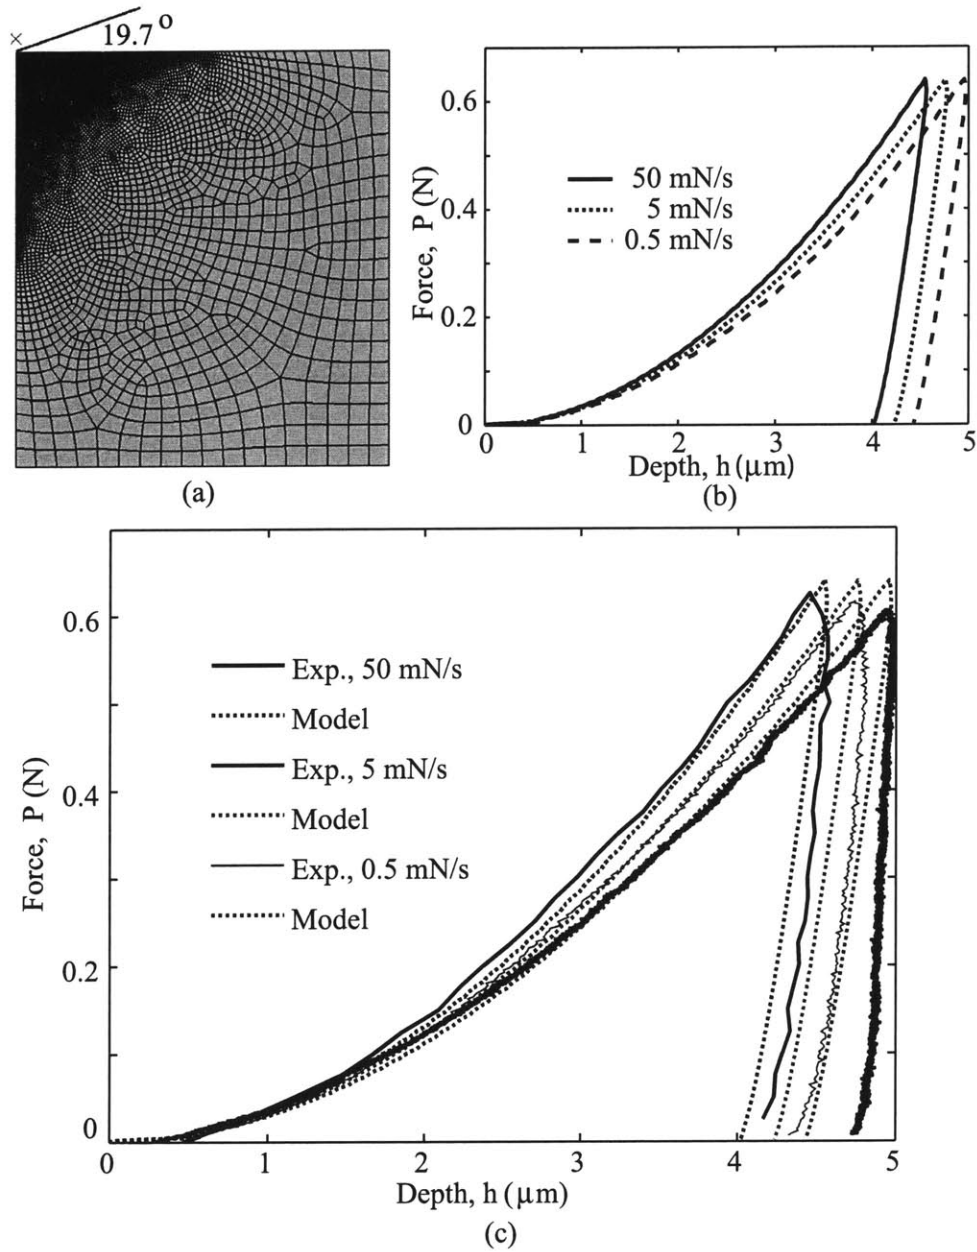 ×
19.7 o
(a)
0.6
0.4
0.2
0
Force, P (N)
50 mN/s
5 mN/s
0.5 mN/s
0 1 2 3 4 5
Depth, h (μm)
(b)
0.6
0.4
0.2
0
Force, P (N)
Exp., 50 mN/s
Model
Exp., 5 mN/s
Model
Exp., 0.5 mN/s
Model
1 2 3 4 5
Depth, h (μm)
(c)